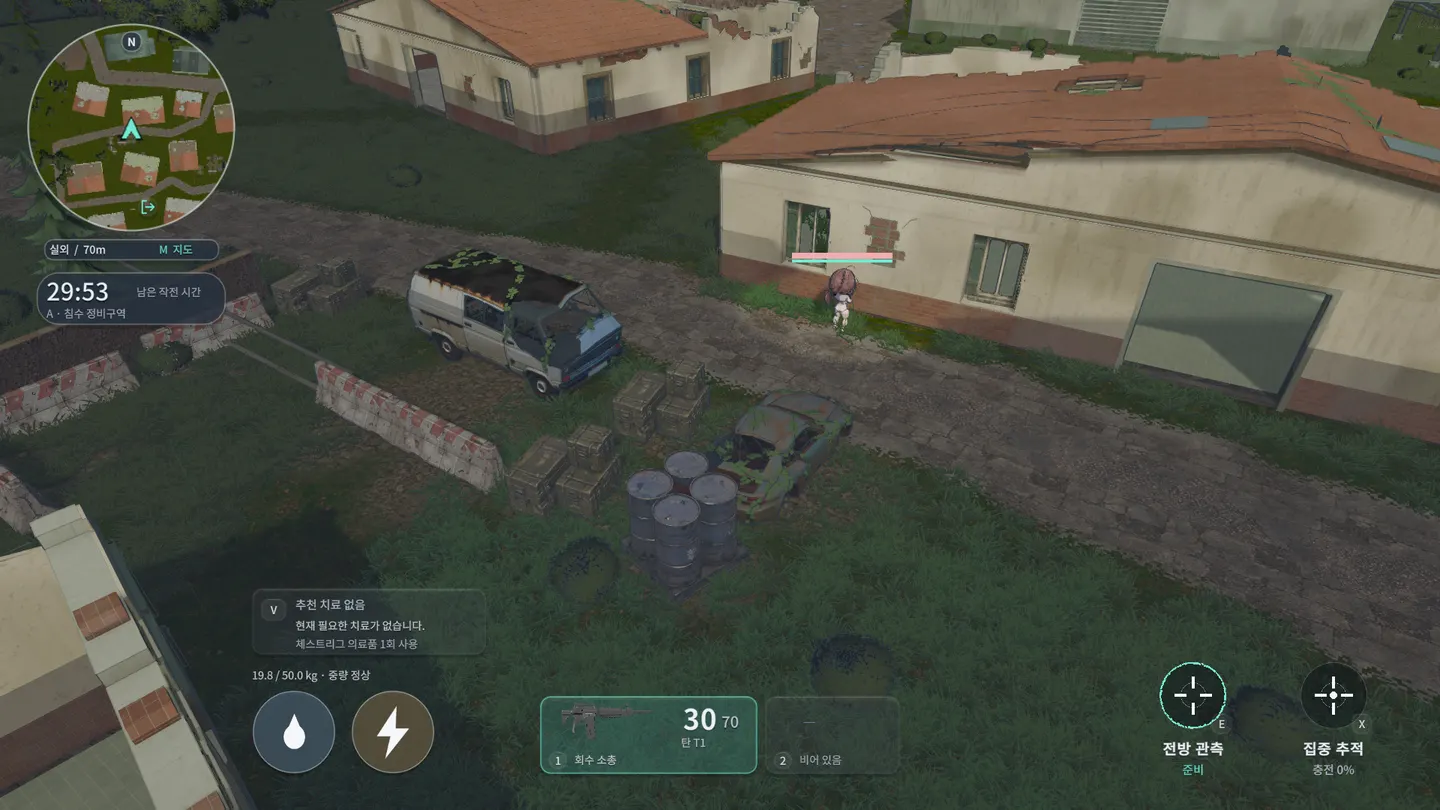 N
실외 / 70m M 지도
29:53 남은 작전 시간
A · 침수 정비구역
V 추천 치료 없음
현재 필요한 치료가 없습니다.
체스트리그 의료품 1회 사용
19.8 / 50.0 kg · 중량 정상
30 70
탄 T1
1 회수 소총
—
2 비어 있음
E
전방 관측
준비
X
집중 추적
충전 0%